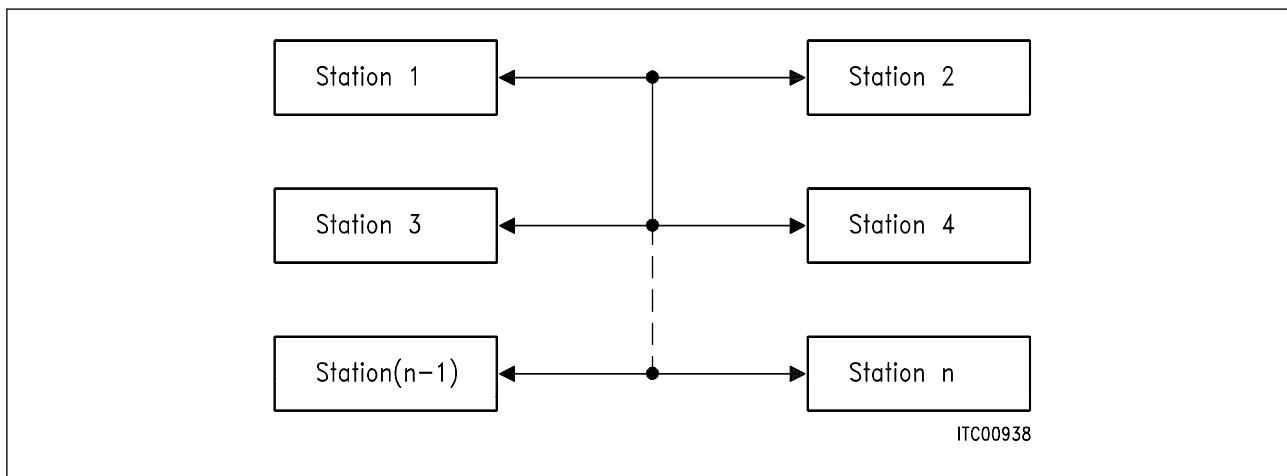 Station 1
Station 2
Station 3
Station 4
Station(n-1)
Station n
ITC00938